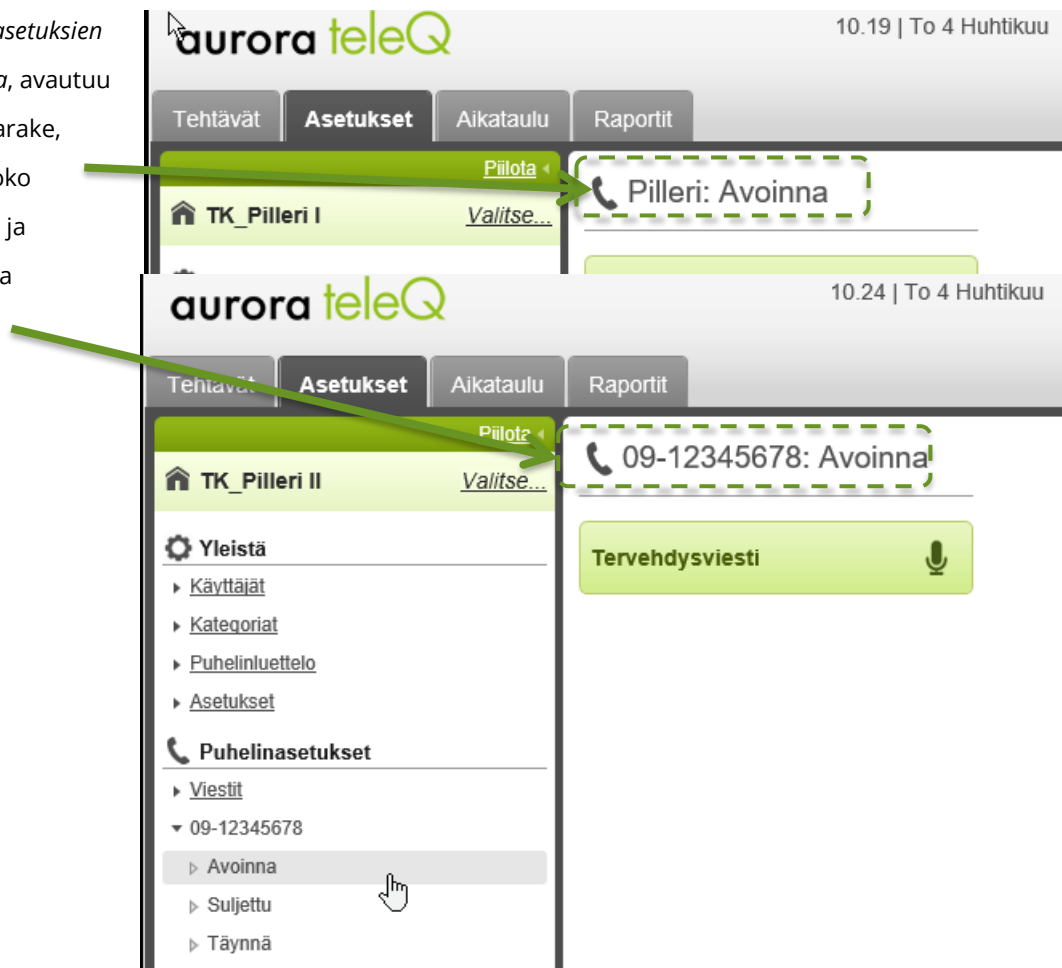 asetuksien
, avautuu
ja
aurora teleQ
10.19 | To 4 Huhtikuu
Tehtävät Asetukset Aikataulu Raportit
Piilota
TK_Pilleri I Valitse...
Pilleri: Avoinna
aurora teleQ
10.24 | To 4 Huhtikuu
Tehtävät Asetukset Aikataulu Raportit
Piilota
TK_Pilleri II Valitse...
09-12345678: Avoinna
Yleistä
Käyttäjät
Kategoriat
Puhelinluettelo
Asetukset
Puhelinasetukset
Viestit
09-12345678
Avoinna
Suljettu
Täynnä
Tervehdysviesti